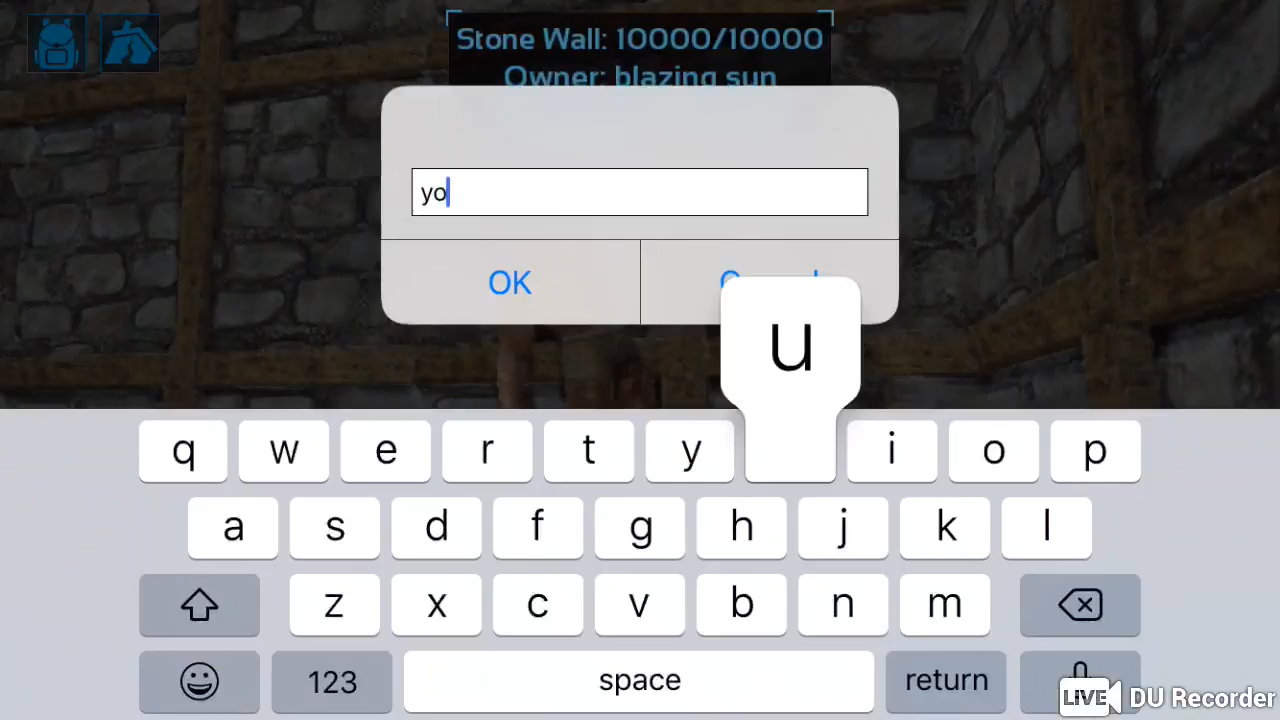 Stone Wall: 10000/10000
Owner: blazing sun
yo
OK
u
q w e r t y i o p
a s d f g h j k l
z x c v b n m
123 space return
LIVE DU Recorder